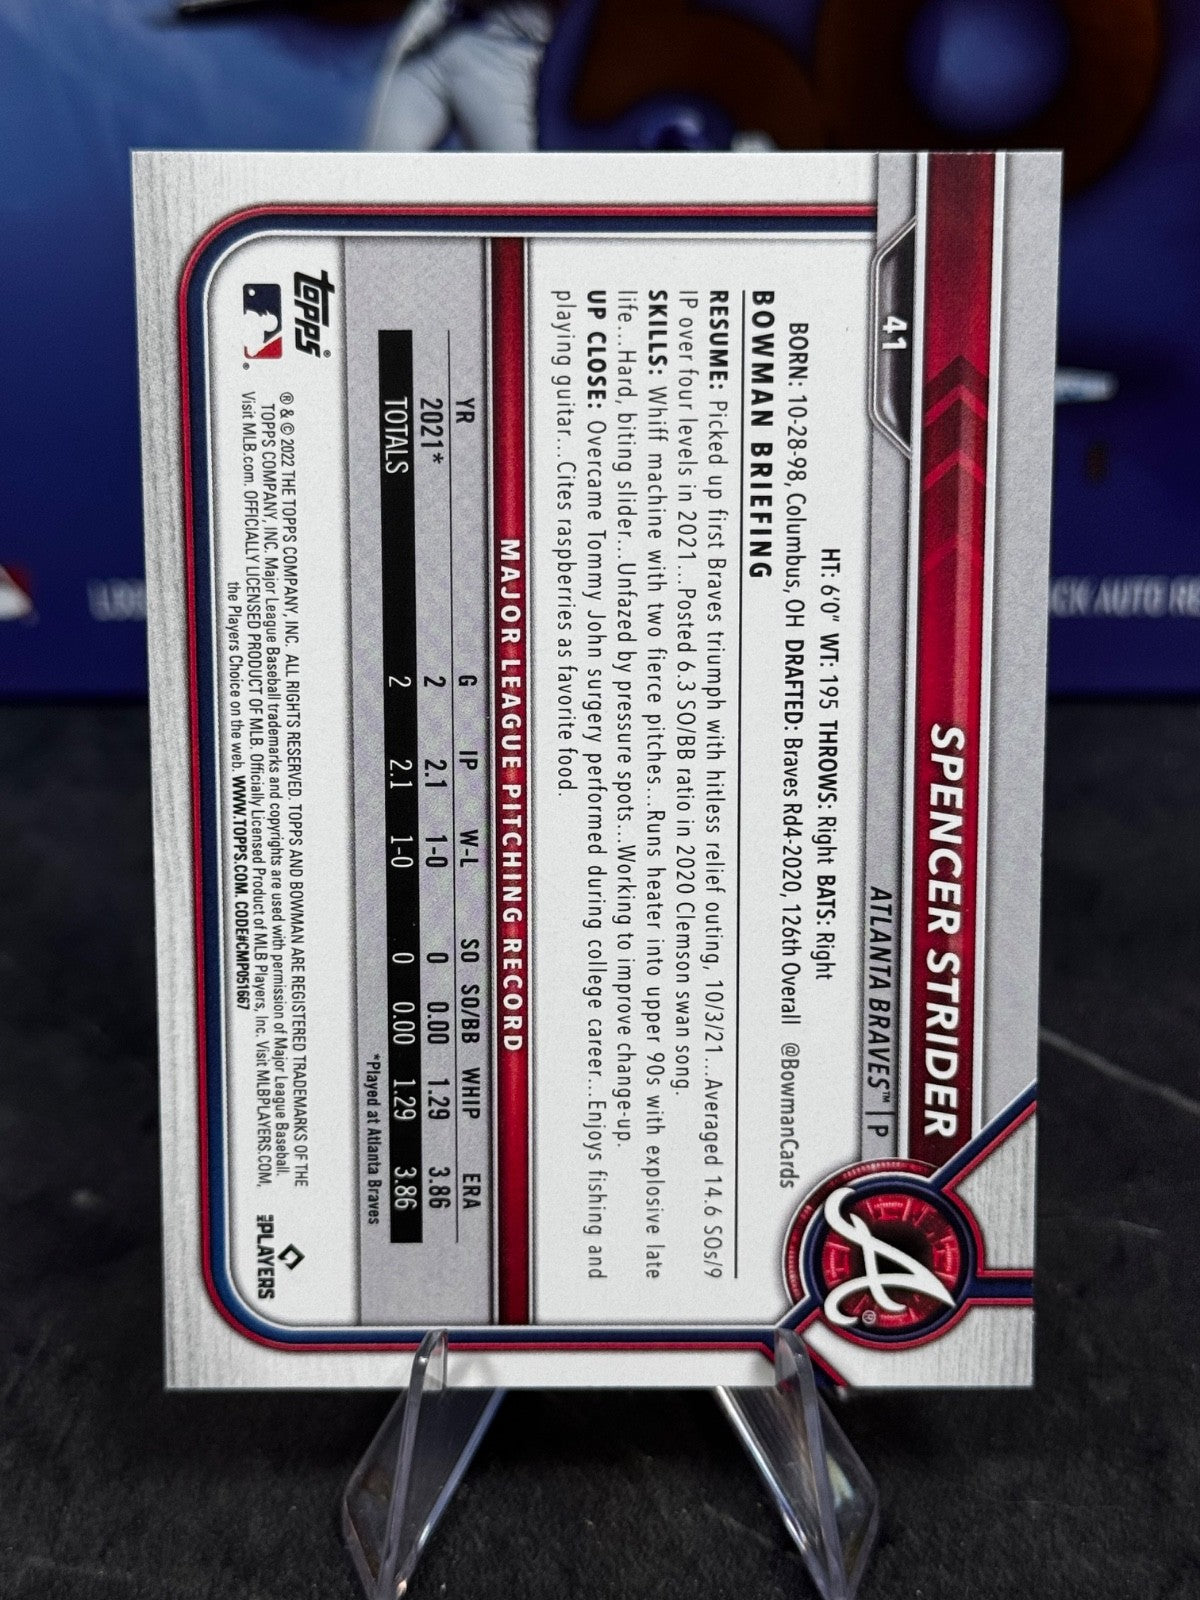 41
SPENCER STRIDER
ATLANTA BRAVES™ | P
HT: 6'0" WT: 195 THROWS: Right BATS: Right
BORN: 10-28-98, Columbus, OH DRAFTED: Braves Rd4-2020, 126th Overall @BowmanCards
BOWMAN BRIEFING
RESUME: Picked up first Braves triumph with hitless relief outing, 10/3/21...Averaged 14.6 SOs/9
IP over four levels in 2021...Posted 6.3 SO/BB ratio in 2020 Clemson swan song.
SKILLS: Whiff machine with two fierce pitches...Runs heater into upper 90s with explosive late
life...Hard, biting slider...Unfazed by pressure spots...Working to improve change-up.
UP CLOSE: Overcame Tommy John surgery performed during college career...Enjoys fishing and
playing guitar...Cites raspberries as favorite food.
MAJOR LEAGUE PITCHING RECORD
YR G IP W-L SO SO/BB WHIP ERA
2021* 2 2.1 1-0 0 0.00 1.29 3.86
TOTALS 2 2.1 1-0 0 0.00 1.29 3.86
*Played at Atlanta Braves
topps®
® & © 2022 THE TOPPS COMPANY, INC. ALL RIGHTS RESERVED. TOPPS AND BOWMAN ARE REGISTERED TRADEMARKS OF THE
TOPPS COMPANY, INC. Major League Baseball trademarks and copyrights are used with permission of Major League Baseball.
Visit MLB.com. OFFICIALLY LICENSED PRODUCT OF MLB. Officially Licensed Product of MLB Players, Inc. Visit MLBPLAYERS.COM,
the Players Choice on the web. WWW.TOPPS.COM. CODE#CMP051667
MLB PLAYERS
A®
CK AUTO RE